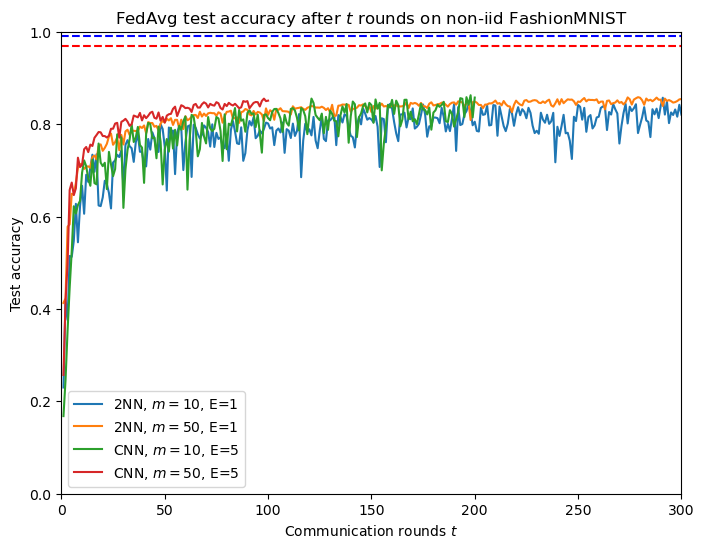 FedAvg test accuracy after t rounds on non-iid FashionMNIST
1.0
0.8
0.6
0.4
0.2
0.0
Test accuracy
2NN, m = 10, E=1
2NN, m = 50, E=1
CNN, m = 10, E=5
CNN, m = 50, E=5
0 50 100 150 200 250 300
Communication rounds t